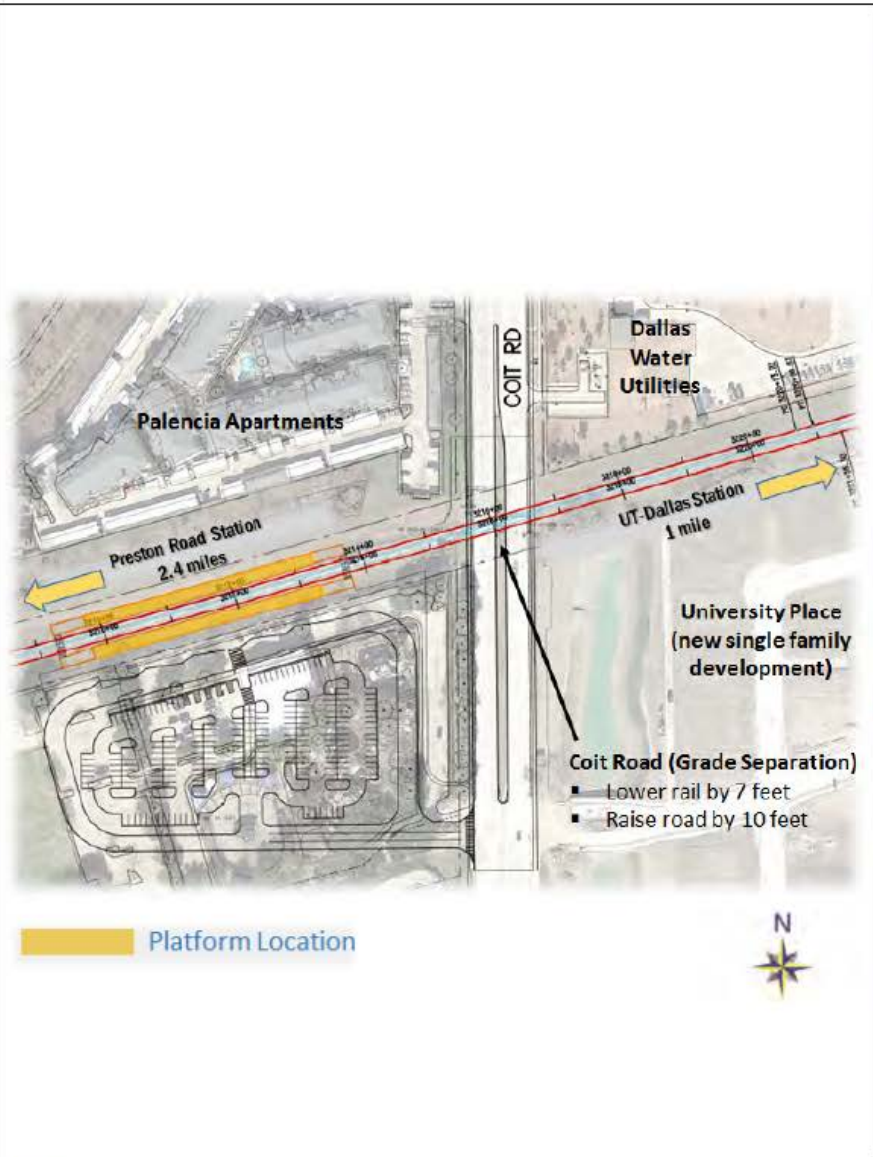 COIT RD
Dallas
Water
Utilities
Palencia Apartments
Preston Road Station
2.4 miles
UT-Dallas Station
1 mile
University Place
(new single family
development)
Coit Road (Grade Separation)
▪ Lower rail by 7 feet
▪ Raise road by 10 feet
Platform Location
N